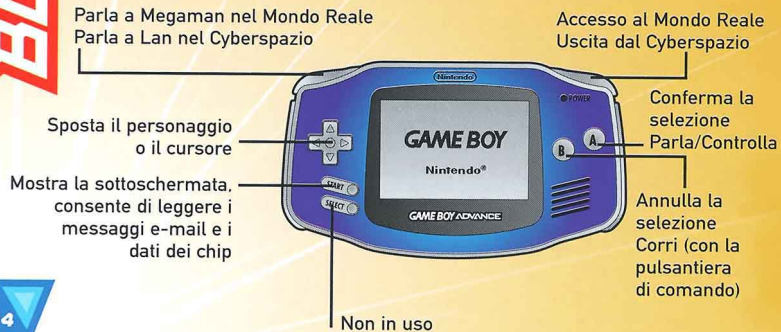 Parla a Megaman nel Mondo Reale
Parla a Lan nel Cyberspazio
Accesso al Mondo Reale
Uscita dal Cyberspazio
Sposta il personaggio
o il cursore
Mostra la sottoschermata,
consente di leggere i
messaggi e-mail e i
dati dei chip
Nintendo
POWER
GAME BOY
Nintendo®
START
SELECT
GAME BOY ADVANCE
A
B
Conferma la
selezione
Parla/Controlla
Annulla la
selezione
Corri (con la
pulsantiera
di comando)
Non in uso
4